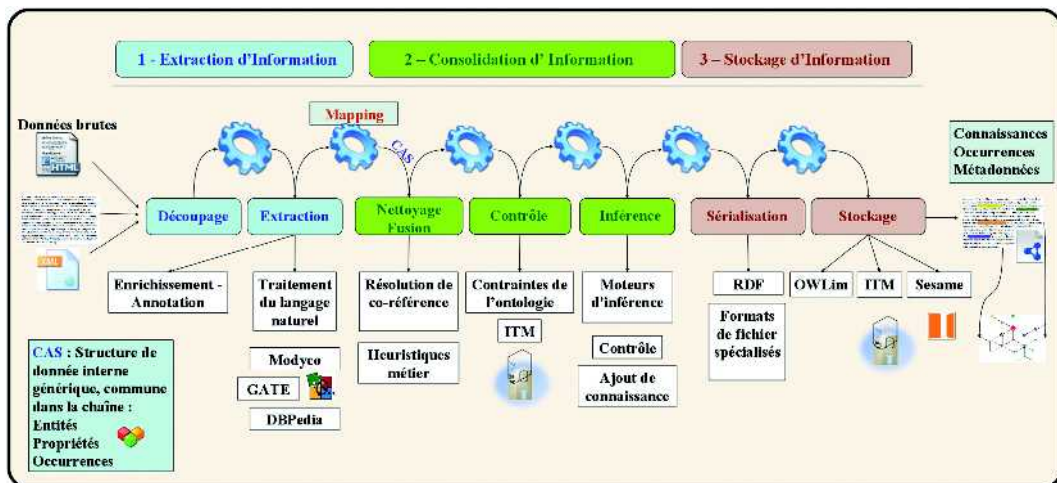 1 - Extraction d'Information
2 – Consolidation d' Information
3 – Stockage d'Information
Mapping
Données brutes
HTML
XML
CAS
Connaissances
Occurrences
Métadonnées
Découpage
Extraction
Nettoyage
Fusion
Contrôle
Inférence
Sérialisation
Stockage
Enrichissement -
Annotation
Traitement
du langage
naturel
Résolution de
co-référence
Contraintes de
l'ontologie
Moteurs
d'inférence
RDF
OWLim
ITM
Sesame
ITM
Formats
de fichier
spécialisés
Modyco
GATE
DBPedia
Heuristiques
métier
Contrôle
Ajout de
connaissance
CAS : Structure de
donnée interne
générique, commune
dans la chaîne :
Entités
Propriétés
Occurrences